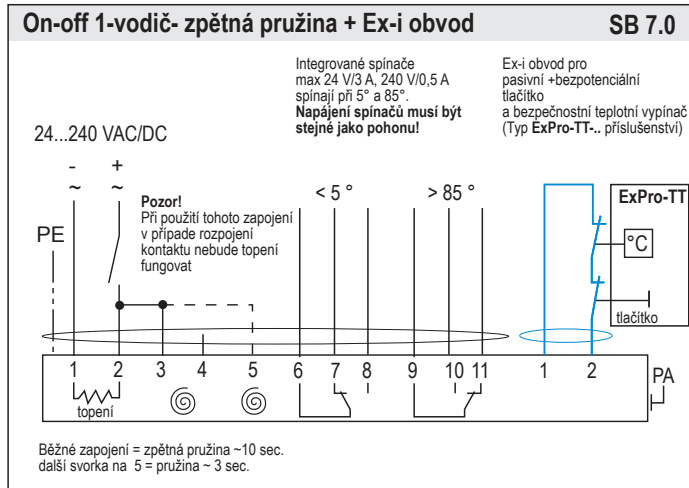 On-off 1-vodič- zpětná pružina + Ex-i obvod
SB 7.0
Integrované spínače
max 24 V/3 A, 240 V/0,5 A
spínají při 5° a 85°.
Napájení spínačů musí být
stejné jako pohonu!
Ex-i obvod pro
pasivní +bezpotenciální
tlačítko
a bezpečnostní teplotní vypínač
(Typ ExPro-TT-.. příslušenství)
24...240 VAC/DC
- +
~ ~
Pozor!
Při použití tohoto zapojení
v případe rozpojení
kontaktu nebude topení
fungovat
< 5 °
> 85 °
ExPro-TT
°C
tlačítko
PE
1 2 3 4 5 6 7 8 9 10 11 1 2
PA
topení
Běžné zapojení = zpětná pružina ~10 sec.
další svorka na 5 = pružina ~ 3 sec.